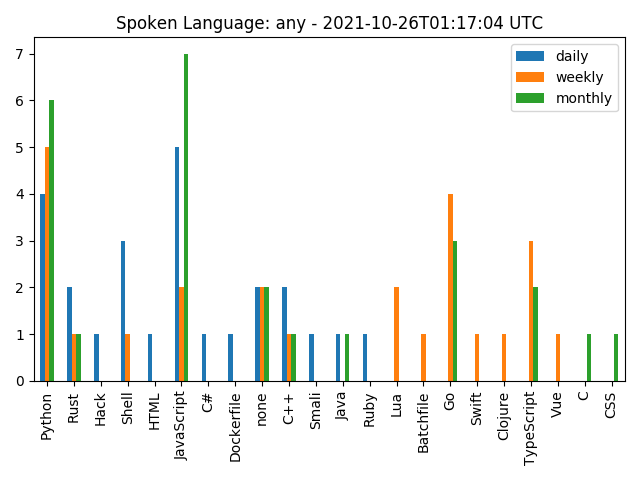 Spoken Language: any - 2021-10-26T01:17:04 UTC
daily
weekly
monthly
7
6
5
4
3
2
1
0
Python
Rust
Hack
Shell
HTML
JavaScript
C#
Dockerfile
none
C++
Smali
Java
Ruby
Lua
Batchfile
Go
Swift
Clojure
TypeScript
Vue
C
CSS